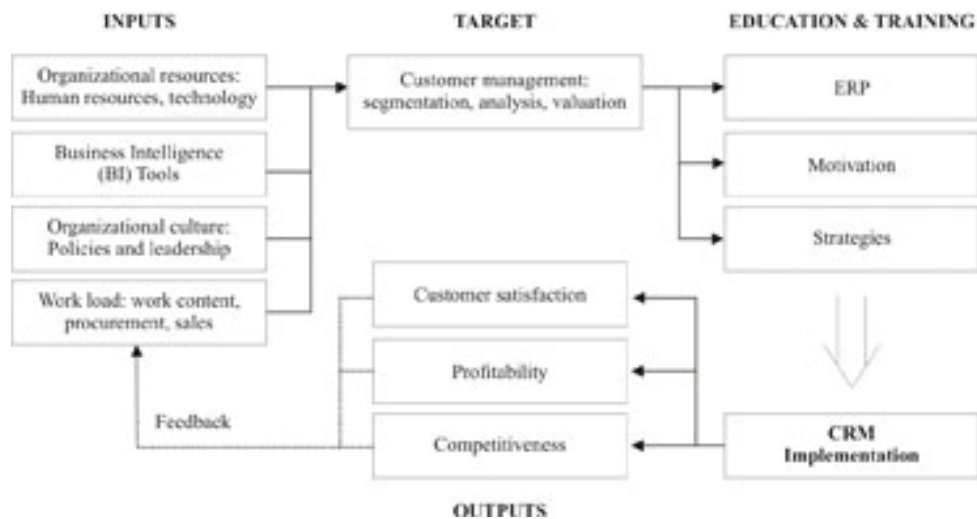 INPUTS
TARGET
EDUCATION & TRAINING
Organizational resources:
Human resources, technology
Customer management:
segmentation, analysis, valuation
ERP
Business Intelligence
(BI) Tools
Motivation
Organizational culture:
Policies and leadership
Strategies
Work load: work content,
procurement, sales
Customer satisfaction
Profitability
Feedback
Competitiveness
CRM
Implementation
OUTPUTS